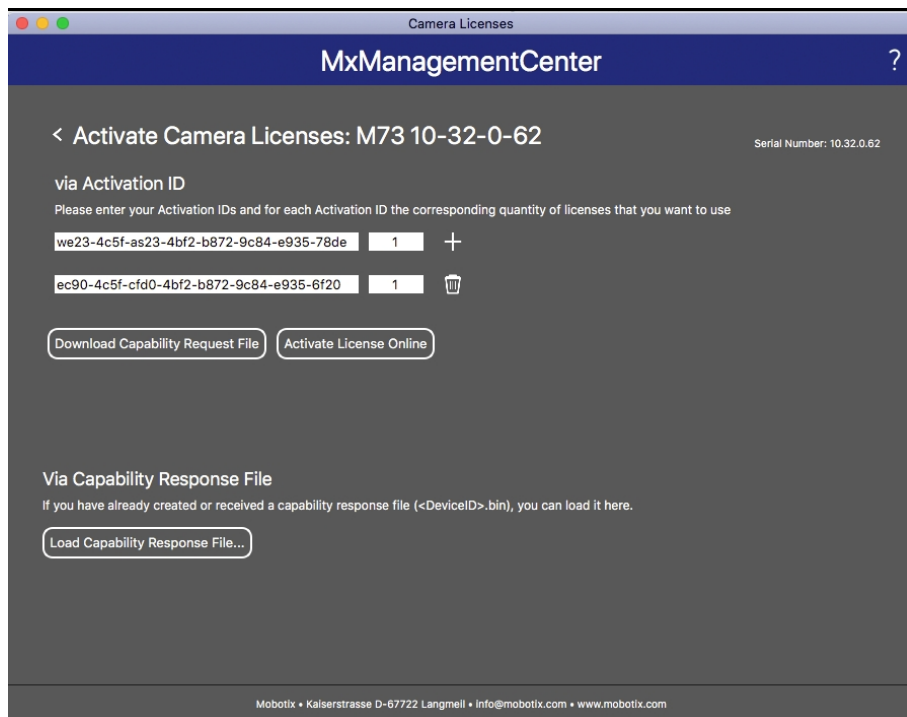 Camera Licenses
MxManagementCenter
?
< Activate Camera Licenses: M73 10-32-0-62
Serial Number: 10.32.0.62
via Activation ID
Please enter your Activation IDs and for each Activation ID the corresponding quantity of licenses that you want to use
we23-4c5f-as23-4bf2-b872-9c84-e935-78de 1
ec90-4c5f-cfd0-4bf2-b872-9c84-e935-6f20 1
Download Capability Request File Activate License Online
Via Capability Response File
If you have already created or received a capability response file (<DeviceID>.bin), you can load it here.
Load Capability Response File...
Mobotix • Kaiserstrasse D-67722 Langmeil • info@mobotix.com • www.mobotix.com